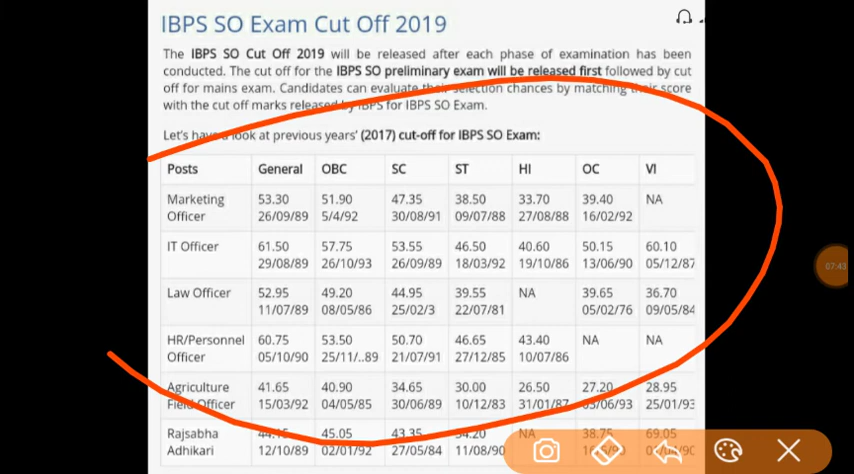 IBPS SO Exam Cut Off 2019
The IBPS SO Cut Off 2019 will be released after each phase of examination has been
conducted. The cut off for the IBPS SO preliminary exam will be released first followed by cut
off for mains exam. Candidates can evaluate their selection chances by matching their score
with the cut off marks released by IBPS for IBPS SO Exam.
Let's have a look at previous years' (2017) cut-off for IBPS SO Exam:
Posts General OBC SC ST HI OC VI
Marketing 53.30 51.90 47.35 38.50 33.70 39.40 NA
Officer 26/09/89 5/4/92 30/08/91 09/07/88 27/08/88 16/02/92
IT Officer 61.50 57.75 53.55 46.50 40.60 50.15 60.10
29/08/89 26/10/93 26/09/89 18/03/92 19/10/86 13/06/90 05/12/87
Law Officer 52.95 49.20 44.95 39.55 NA 39.65 36.70
11/07/89 08/05/86 25/02/3 22/07/81 05/02/76 09/05/84
HR/Personnel 60.75 53.50 50.70 46.65 43.40 NA NA
Officer 05/10/90 25/11/..89 21/07/91 27/12/85 10/07/86
Agriculture 41.65 40.90 34.65 30.00 26.50 27.20 28.95
Field Officer 15/03/92 04/05/85 30/06/89 10/12/83 31/01/87 05/06/93 25/01/93
Rajsabha 45.05 43.35 NA 38.75 69.05
Adhikari 12/10/89 02/01/92 27/05/84 11/08/90
07:43